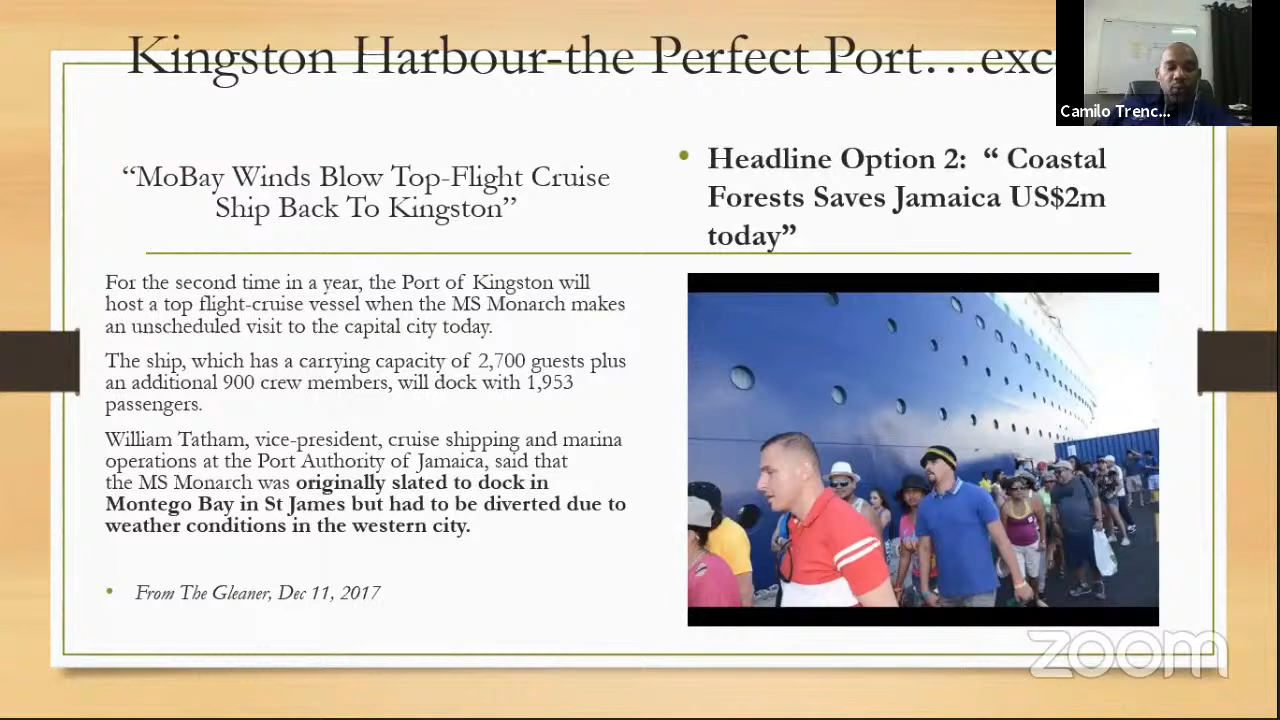 Kingston Harbour-the Perfect Port…exc
Camilo Trenc...
“MoBay Winds Blow Top-Flight Cruise
Ship Back To Kingston”
For the second time in a year, the Port of Kingston will
host a top flight-cruise vessel when the MS Monarch makes
an unscheduled visit to the capital city today.
The ship, which has a carrying capacity of 2,700 guests plus
an additional 900 crew members, will dock with 1,953
passengers.
William Tatham, vice-president, cruise shipping and marina
operations at the Port Authority of Jamaica, said that
the MS Monarch was originally slated to dock in
Montego Bay in St James but had to be diverted due to
weather conditions in the western city.
• From The Gleaner, Dec 11, 2017
• Headline Option 2: “ Coastal
Forests Saves Jamaica US$2m
today”
zoom